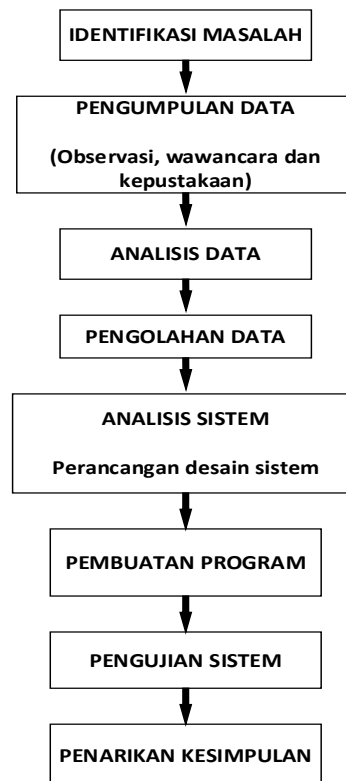 IDENTIFIKASI MASALAH
PENGUMPULAN DATA
(Observasi, wawancara dan
kepustakaan)
ANALISIS DATA
PENGOLAHAN DATA
ANALISIS SISTEM
Perancangan desain sistem
PEMBUATAN PROGRAM
PENGUJIAN SISTEM
PENARIKAN KESIMPULAN